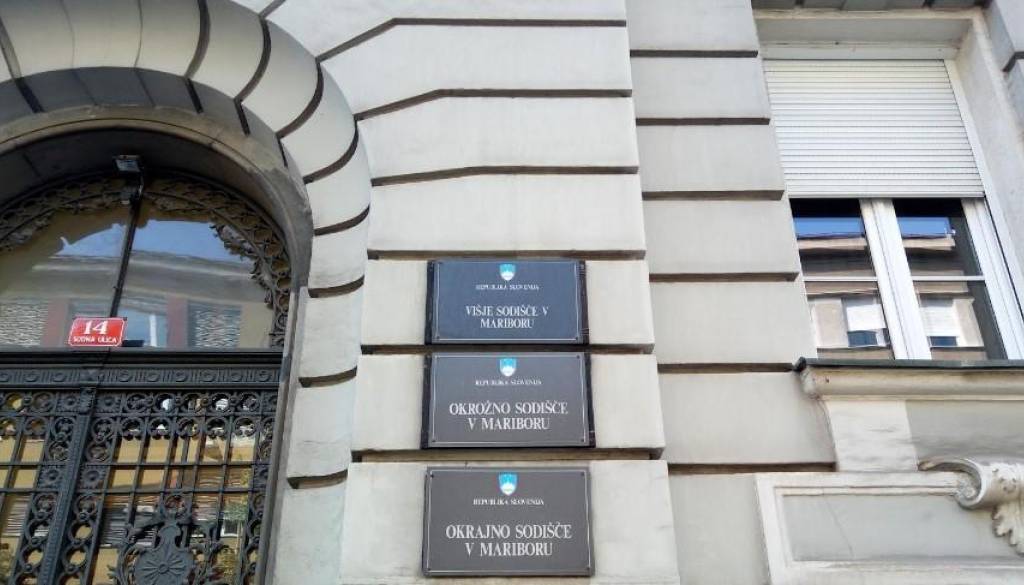 14
SODNA ULICA
REPUBLIKA SLOVENIJA
VIŠJE SODIŠČE V
MARIBORU
REPUBLIKA SLOVENIJA
OKROŽNO SODIŠČE
V MARIBORU
REPUBLIKA SLOVENIJA
OKRAJNO SODIŠČE
V MARIBORU